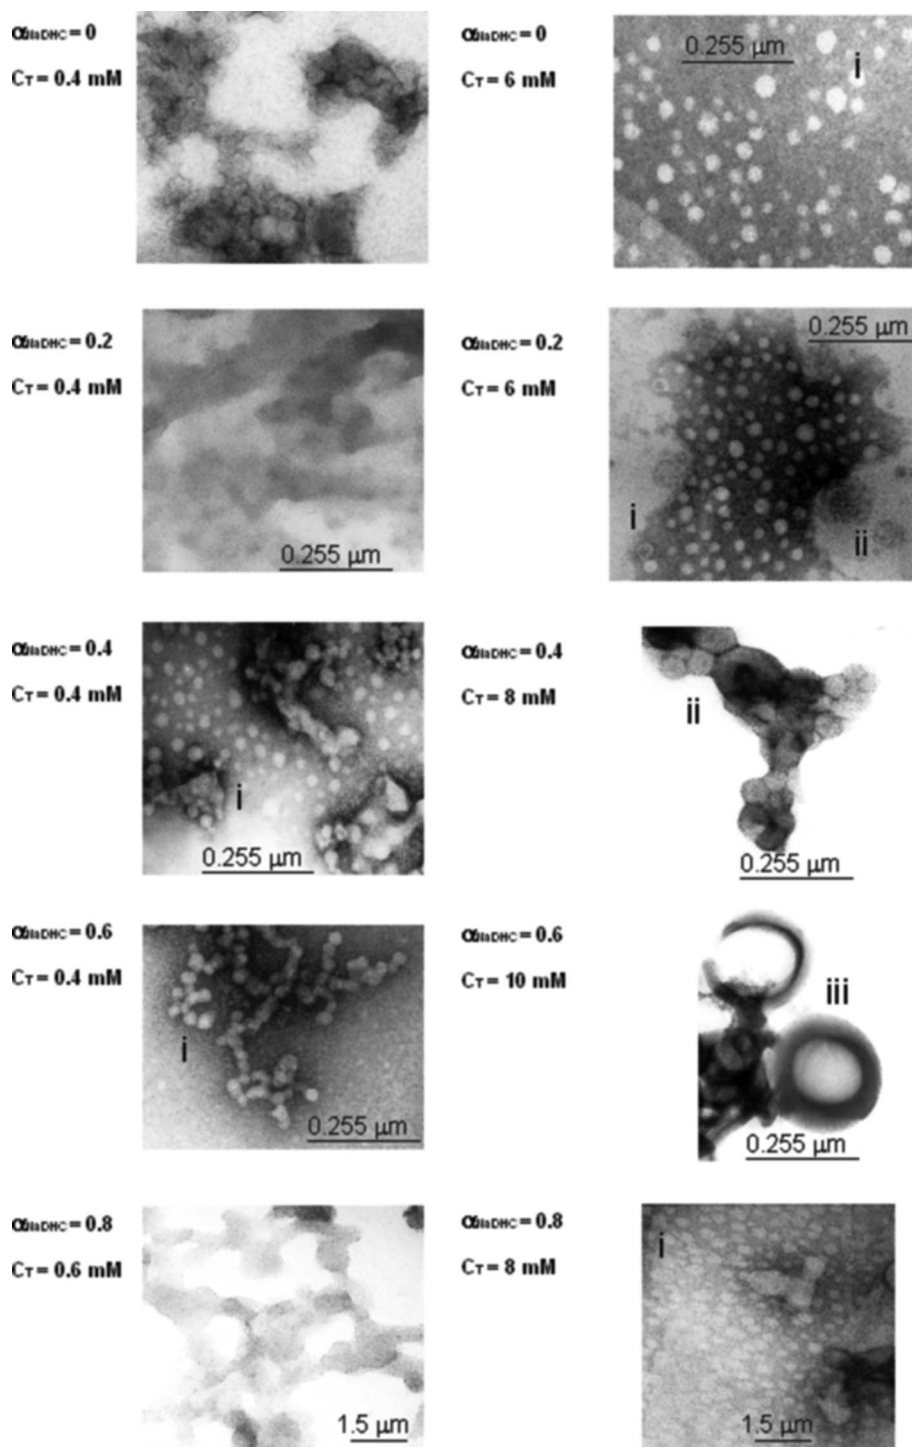 αNaDHC = 0
CT = 0.4 mM
αNaDHC = 0
CT = 6 mM
0.255 µm
i
αNaDHC = 0.2
CT = 0.4 mM
0.255 µm
αNaDHC = 0.2
CT = 6 mM
0.255 µm
i
ii
αNaDHC = 0.4
CT = 0.4 mM
i
0.255 µm
αNaDHC = 0.4
CT = 8 mM
ii
0.255 µm
αNaDHC = 0.6
CT = 0.4 mM
i
0.255 µm
αNaDHC = 0.6
CT = 10 mM
iii
0.255 µm
αNaDHC = 0.8
CT = 0.6 mM
1.5 µm
αNaDHC = 0.8
CT = 8 mM
i
1.5 µm